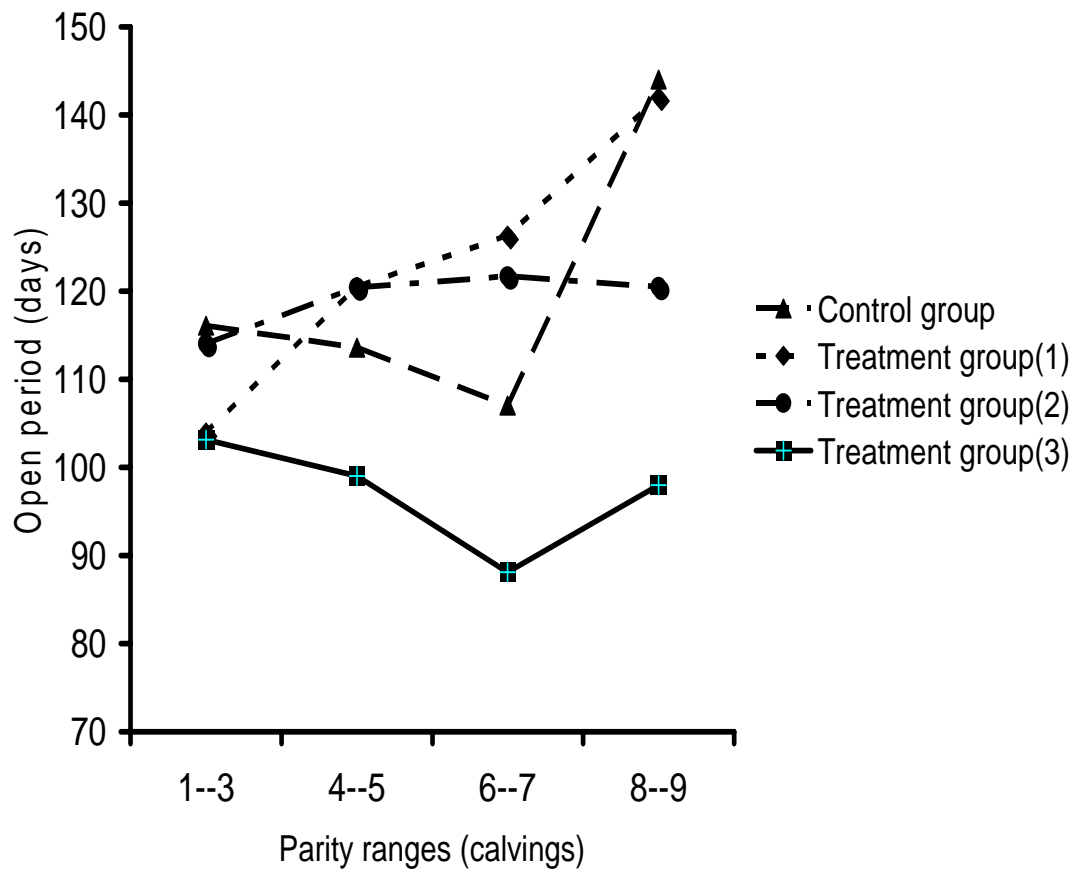 150
140
130
120
110
100
90
80
70
Open period (days)
1--3 4--5 6--7 8--9
Parity ranges (calvings)
Control group
Treatment group(1)
Treatment group(2)
Treatment group(3)